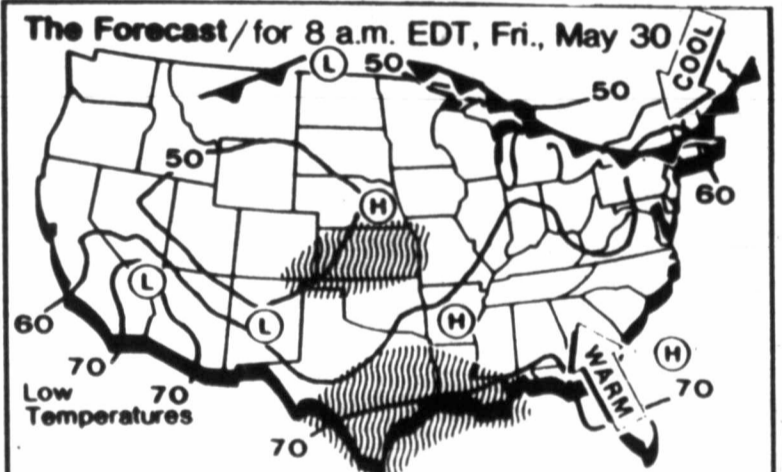 The Forecast/for 8 a.m. EDT, Fri., May 30
COOL
L
50
50
50
60
H
L
L
H
H
60
WARM
70
70
70
Low
Temperatures
70